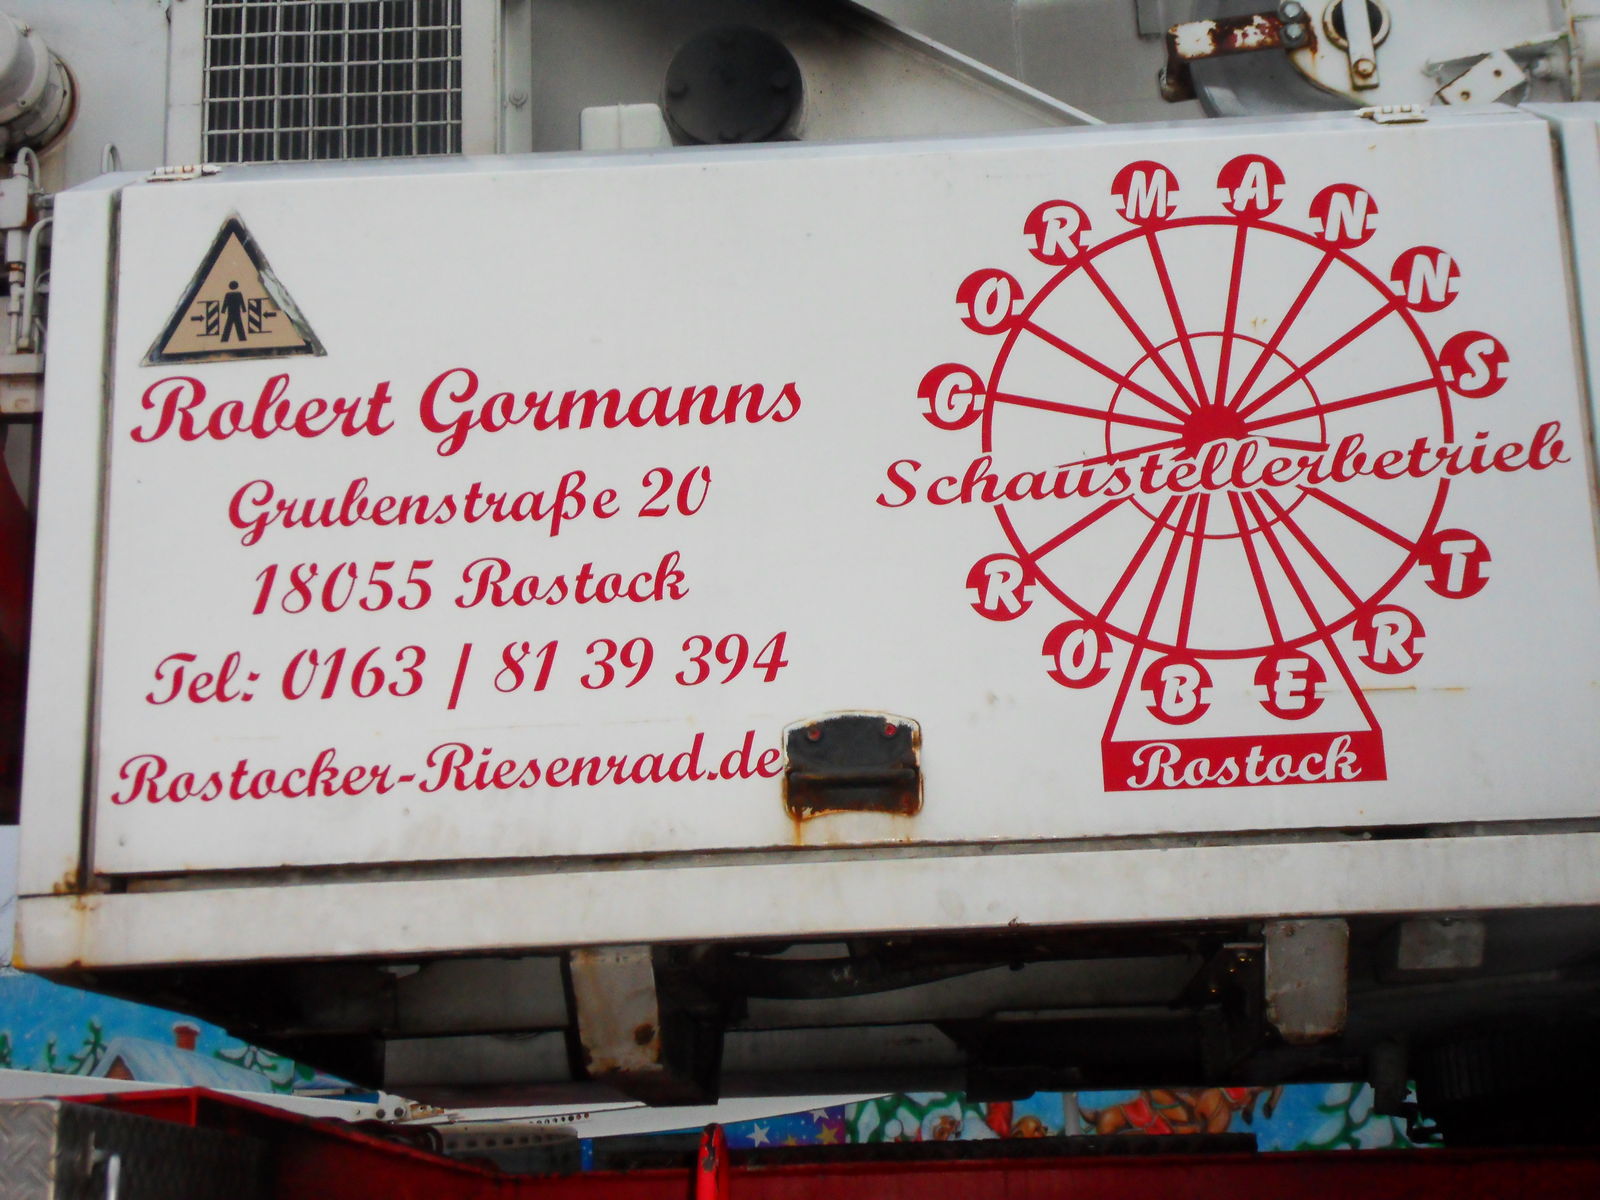 Robert Gormanns
Grubenstraße 20
18055 Rostock
Tel: 0163 / 81 39 394
Rostocker-Riesenrad.de
GORMANNS
Schaustellerbetrieb
ROBERT
Rostock